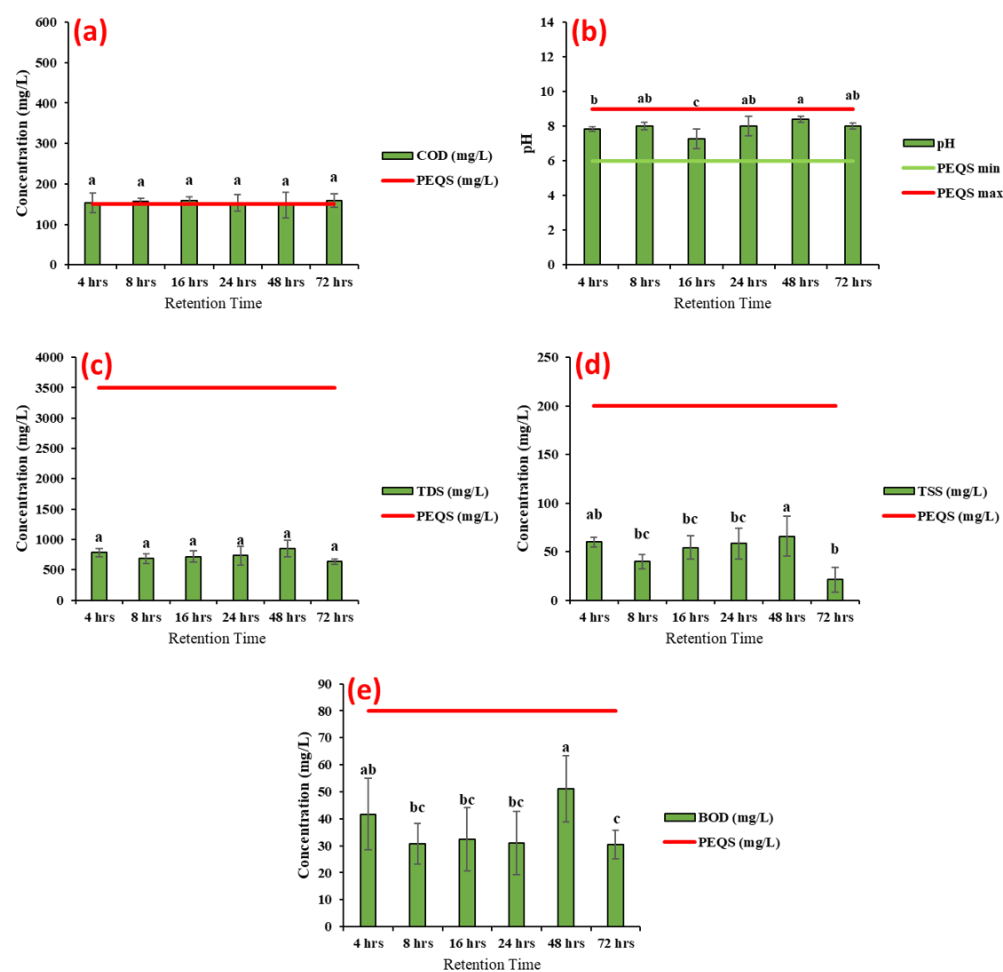 (a)
600
500
400
300
200
100
0
Concentration (mg/L)
a a a a a a
4 hrs 8 hrs 16 hrs 24 hrs 48 hrs 72 hrs
Retention Time
COD (mg/L)
PEQS (mg/L)
(b)
14
12
10
8
6
4
2
0
pH
b ab c ab a ab
4 hrs 8 hrs 16 hrs 24 hrs 48 hrs 72 hrs
Retention Time
pH
PEQS min
PEQS max
(c)
4000
3500
3000
2500
2000
1500
1000
500
0
Concentration (mg/L)
a a a a a a
4 hrs 8 hrs 16 hrs 24 hrs 48 hrs 72 hrs
Retention Time
TDS (mg/L)
PEQS (mg/L)
(d)
250
200
150
100
50
0
Concentration (mg/L)
ab bc bc bc a b
4 hrs 8 hrs 16 hrs 24 hrs 48 hrs 72 hrs
Retention Time
TSS (mg/L)
PEQS (mg/L)
(e)
90
80
70
60
50
40
30
20
10
0
Concentration (mg/L)
ab bc bc bc a c
4 hrs 8 hrs 16 hrs 24 hrs 48 hrs 72 hrs
Retention Time
BOD (mg/L)
PEQS (mg/L)